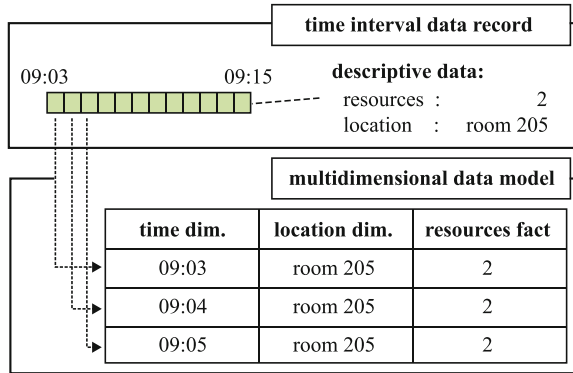 time interval data record
09:03 09:15
descriptive data:
resources : 2
location : room 205
multidimensional data model
time dim. location dim. resources fact
09:03 room 205 2
09:04 room 205 2
09:05 room 205 2